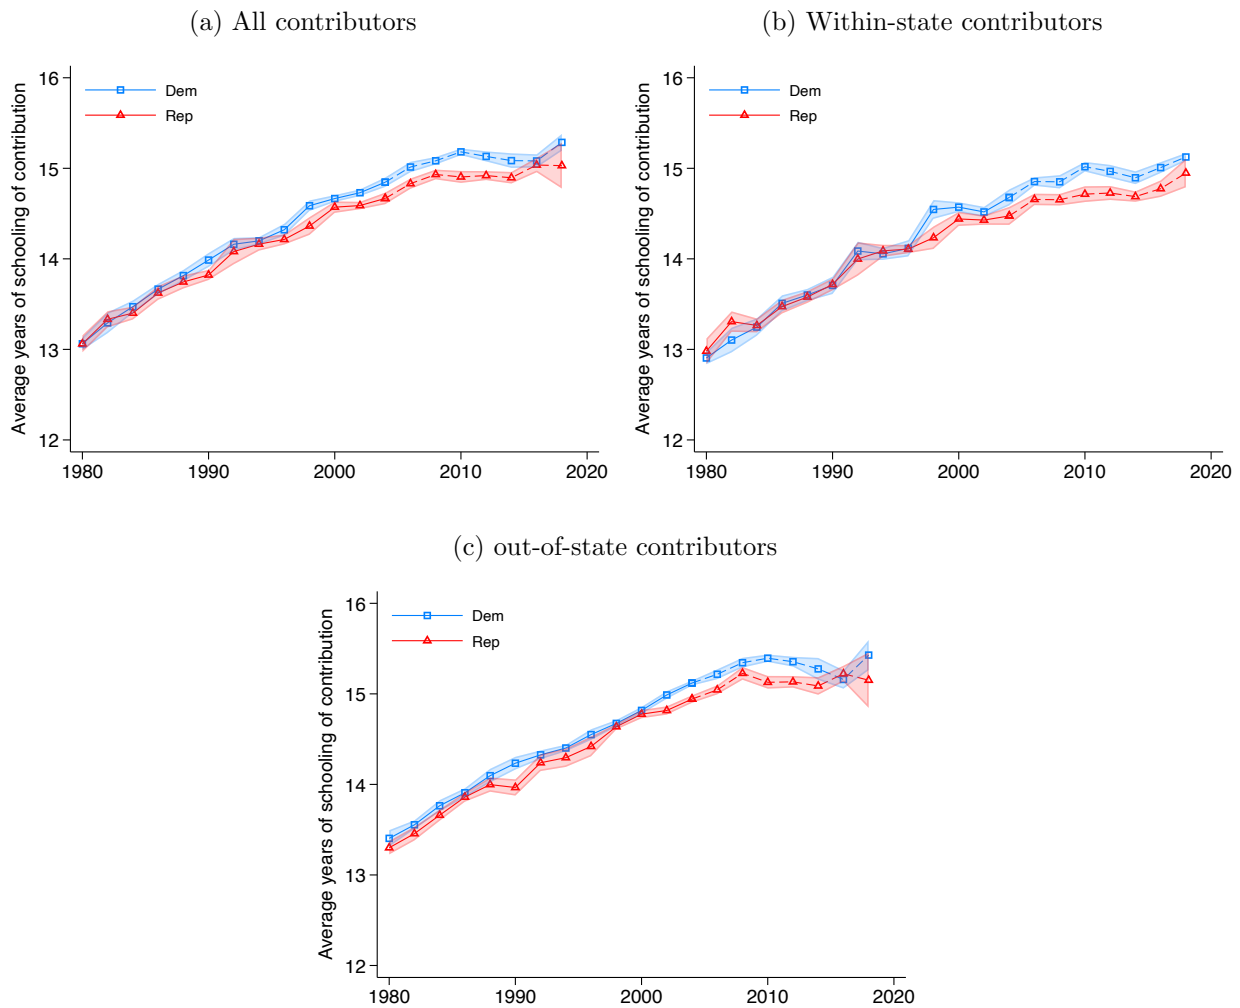 (a) All contributors
Average years of schooling of contribution
16
15
14
13
12
Dem
Rep
1980 1990 2000 2010 2020
(b) Within-state contributors
Average years of schooling of contribution
16
15
14
13
12
Dem
Rep
1980 1990 2000 2010 2020
(c) out-of-state contributors
Average years of schooling of contribution
16
15
14
13
12
Dem
Rep
1980 1990 2000 2010 2020